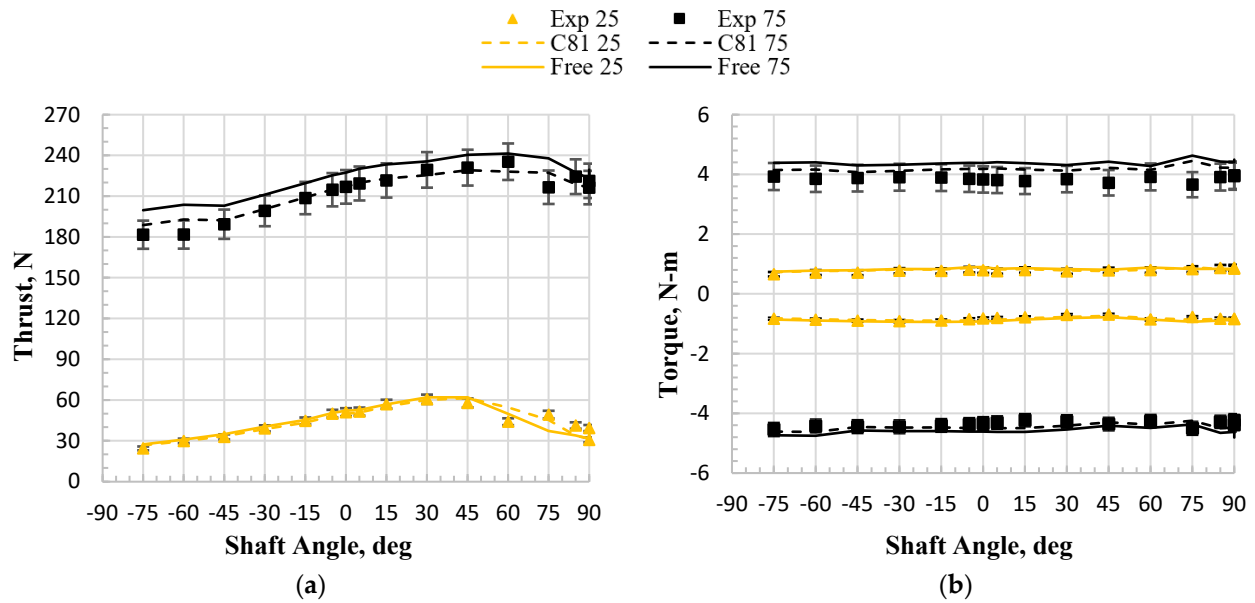 Exp 25 Exp 75
C81 25 C81 75
Free 25 Free 75
270
240
210
180
150
120
90
60
30
0
Thrust, N
-90 -75 -60 -45 -30 -15 0 15 30 45 60 75 90
Shaft Angle, deg
(a)
6
4
2
0
-2
-4
-6
Torque, N-m
-90 -75 -60 -45 -30 -15 0 15 30 45 60 75 90
Shaft Angle, deg
(b)